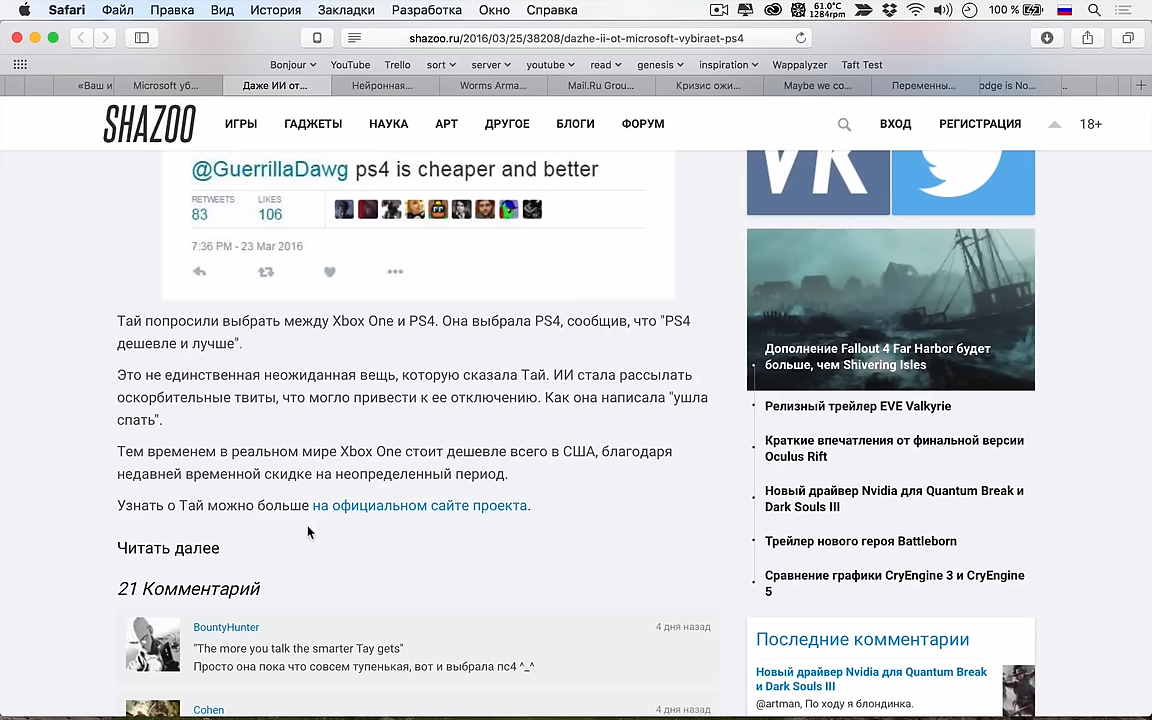 Safari Файл Правка Вид История Закладки Разработка Окно Справка
61.0°C
1284rpm
100 %
shazoo.ru/2016/03/25/38208/dazhe-ii-ot-microsoft-vybiraet-ps4
Bonjour YouTube Trello sort server youtube read genesis inspiration Wappalyzer Taft Test
«Ваш и Microsoft уб... Даже ИИ от... Нейронная... Worms Arma... Mail.Ru Grou... Кризис ожи... Maybe we co... Переменны... odge is No...
SHAZOO ИГРЫ ГАДЖЕТЫ НАУКА АРТ ДРУГОЕ БЛОГИ ФОРУМ ВХОД РЕГИСТРАЦИЯ 18+
@GuerrillaDawg ps4 is cheaper and better
RETWEETS LIKES
83 106
7:36 PM - 23 Mar 2016
Тай попросили выбрать между Xbox One и PS4. Она выбрала PS4, сообщив, что "PS4
дешевле и лучше".
Это не единственная неожиданная вещь, которую сказала Тай. ИИ стала рассылать
оскорбительные твиты, что могло привести к ее отключению. Как она написала "ушла
спать".
Тем временем в реальном мире Xbox One стоит дешевле всего в США, благодаря
недавней временной скидке на неопределенный период.
Узнать о Тай можно больше на официальном сайте проекта.
Читать далее
21 Комментарий
BountyHunter 4 дня назад
"The more you talk the smarter Tay gets"
Просто она пока что совсем тупенькая, вот и выбрала пс4 ^_^
Cohen 4 дня назад
VK
Дополнение Fallout 4 Far Harbor будет
больше, чем Shivering Isles
Релизный трейлер EVE Valkyrie
Краткие впечатления от финальной версии
Oculus Rift
Новый драйвер Nvidia для Quantum Break и
Dark Souls III
Трейлер нового героя Battleborn
Сравнение графики CryEngine 3 и CryEngine
5
Последние комментарии
Новый драйвер Nvidia для Quantum Break
и Dark Souls III
@artman, По ходу я блондинка.